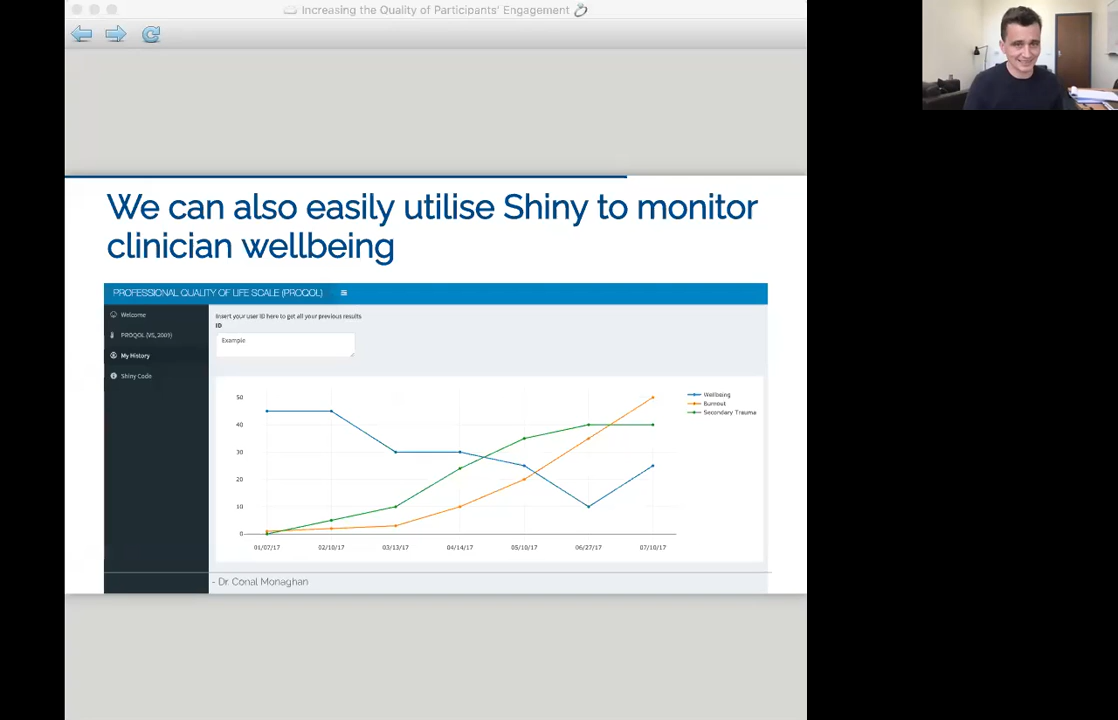 Increasing the Quality of Participants' Engagement
We can also easily utilise Shiny to monitor
clinician wellbeing
PROFESSIONAL QUALITY OF LIFE SCALE (PROQOL)
Welcome
PROQOL (V5, 2009)
My History
Shiny Code
Insert your user ID here to get all your previous results
ID
Example
Wellbeing
Burnout
Secondary Trauma
50
40
30
20
10
0
01/07/17 02/10/17 03/13/17 04/14/17 05/10/17 06/27/17 07/10/17
- Dr. Conal Monaghan